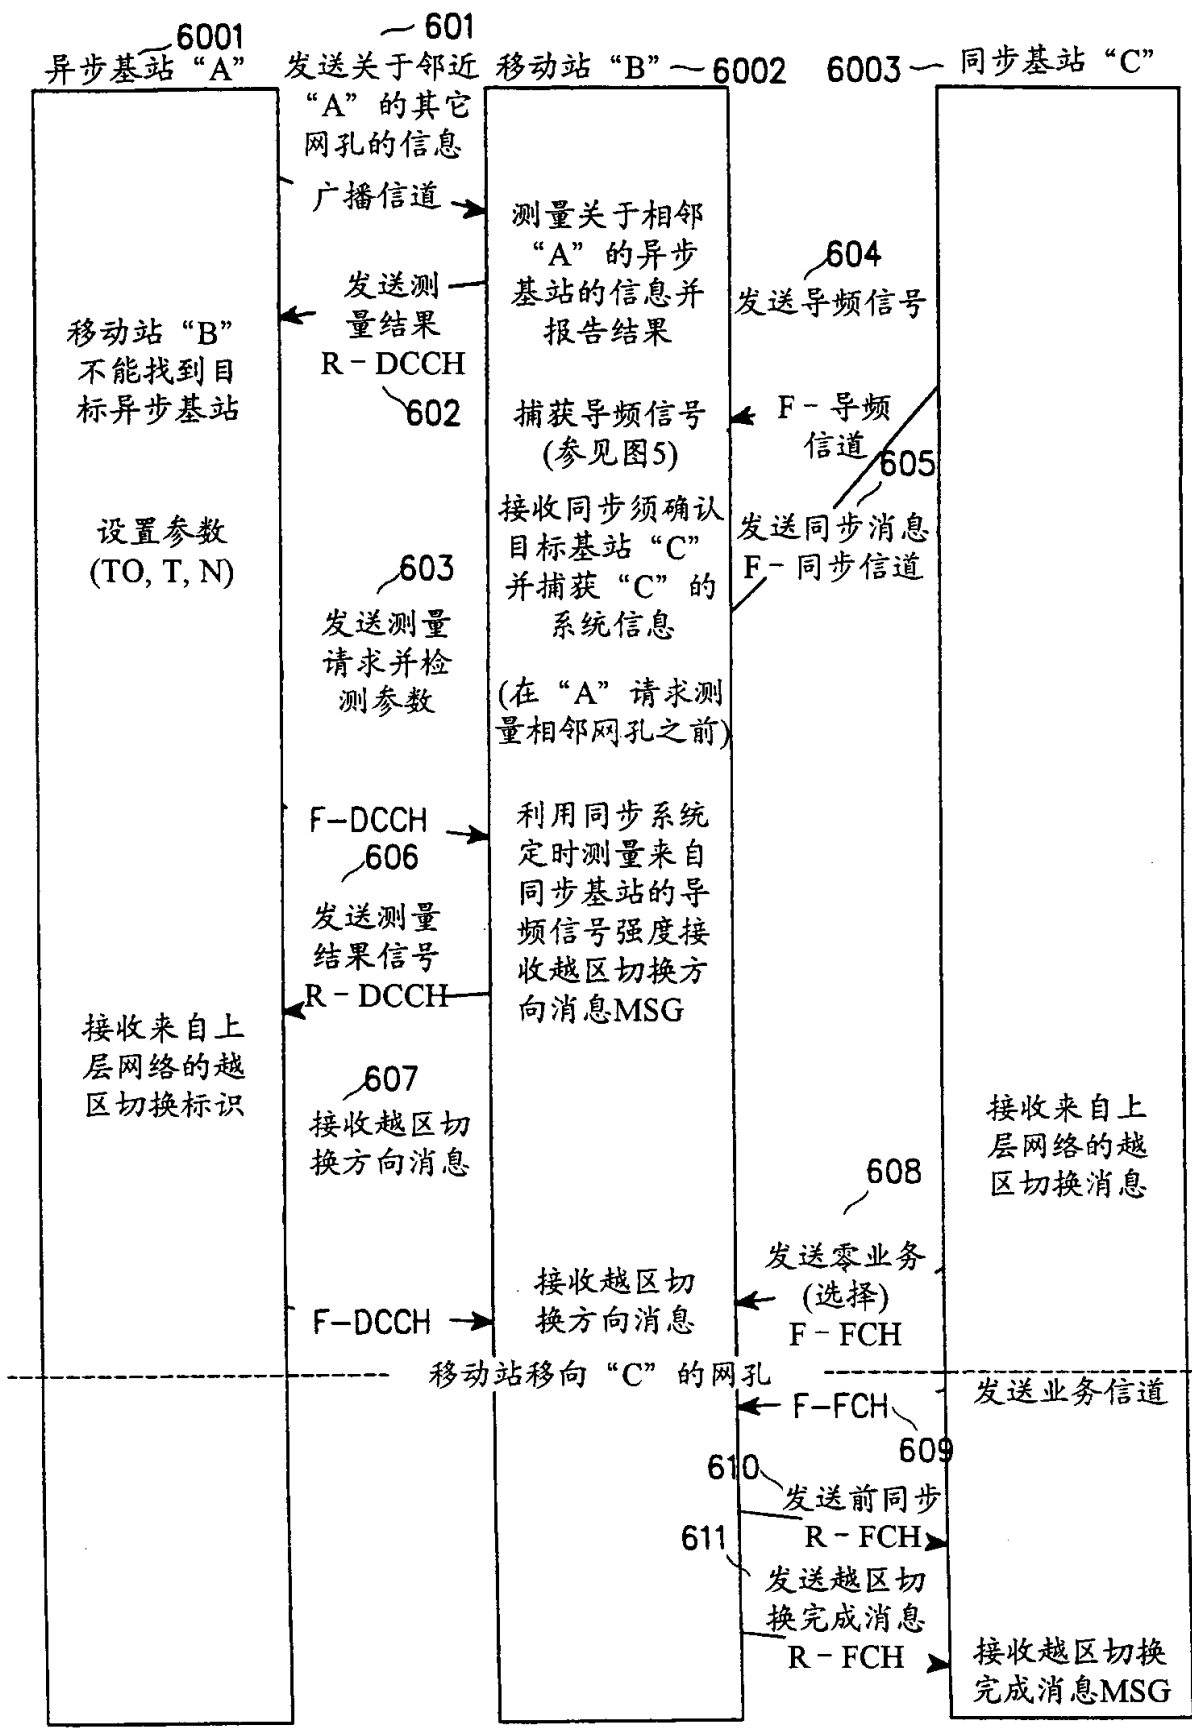 6001
异步基站“A”
601
发送关于邻近
“A”的其它
网孔的信息
移动站“B”
6002
6003
同步基站“C”
广播信道
测量关于相邻
“A”的异步
基站的信息并
报告结果
发送测
量结果
R-DCCH
602
604
发送导频信号
移动站“B”
不能找到目
标异步基站
捕获导频信号
(参见图5)
F-导频
信道
605
设置参数
(TO, T, N)
接收同步须确认
目标基站“C”
并捕获“C”的
系统信息
发送同步消息
F-同步信道
603
发送测量
请求并检
测参数
(在“A”请求测
量相邻网孔之前)
F-DCCH
606
利用同步系统
定时测量来自
同步基站的导
频信号强度接
收越区切换方
向消息MSG
发送测量
结果信号
R-DCCH
接收来自上
层网络的越
区切换标识
607
接收越区切
换方向消息
接收来自上
层网络的越
区切换消息
608
发送零业务
(选择)
F-FCH
接收越区切
换方向消息
F-DCCH
移动站移向“C”的网孔
发送业务信道
F-FCH
609
610
发送前同步
R-FCH
611
发送越区切
换完成消息
R-FCH
接收越区切换
完成消息MSG